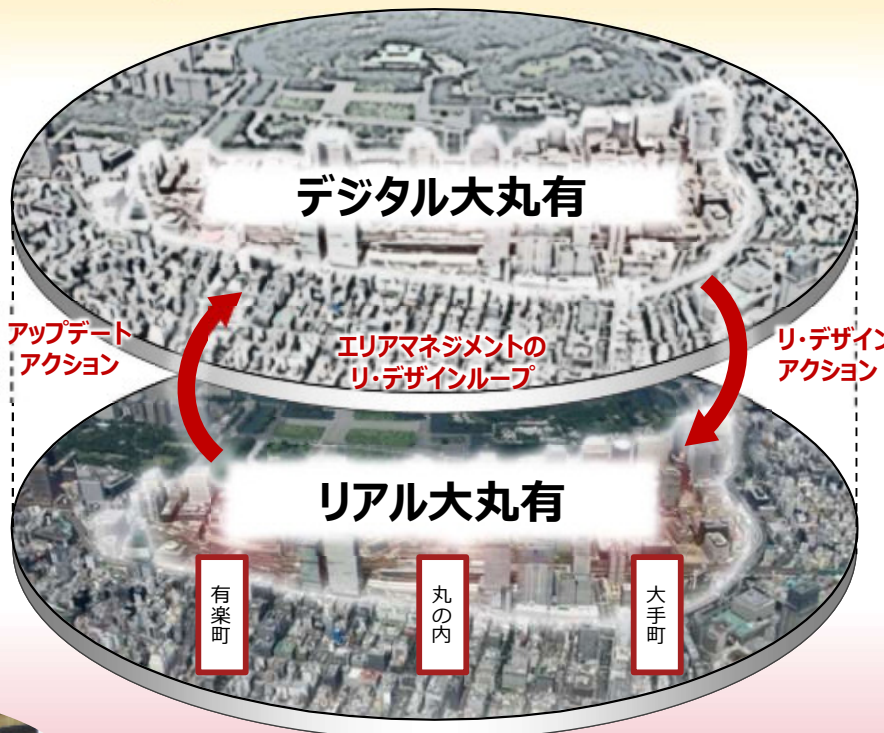 デジタル大丸有
アップデート
アクション
エリアマネジメントの
リ・デザインループ
リ・デザイン
アクション
リアル大丸有
有楽町
丸の内
大手町